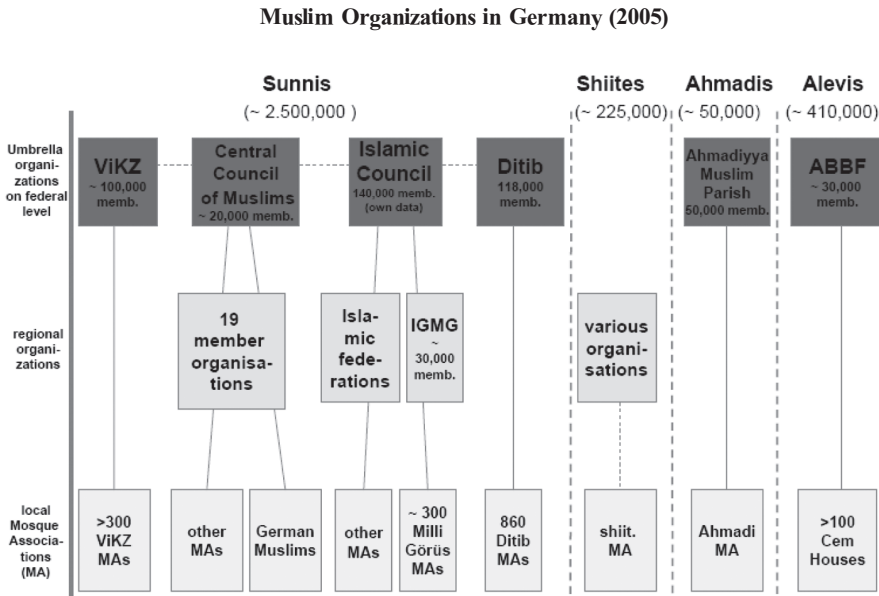 Muslim Organizations in Germany (2005)
Sunnis
(~ 2.500,000 )
Shiites
(~ 225,000)
Ahmadis
(~ 50,000)
Alevis
(~ 410,000)
Umbrella
organi-
zations
on federal
level
ViKZ
~ 100,000
memb.
Central
Council
of Muslims
~ 20,000 memb.
Islamic
Council
140,000 memb.
(own data)
Ditib
118,000
memb.
Ahmadiyya
Muslim
Parish
50,000 memb.
ABBF
~ 30,000
memb.
regional
organi-
zations
19
member
organisa-
tions
Isla-
mic
fede-
rations
IGMG
~
30,000
memb.
various
organi-
sations
local
Mosque
Associa-
tions
(MA)
>300
ViKZ
MAs
other
MAs
German
Muslims
other
MAs
~ 300
Milli
Görüs
MAs
860
Ditib
MAs
shiit.
MA
Ahmadi
MA
>100
Cem
Houses